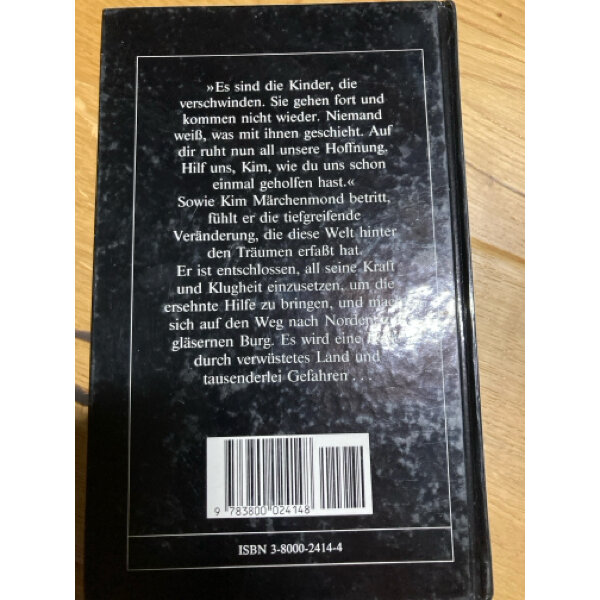 »Es sind die Kinder, die
verschwinden. Sie gehen fort und
kommen nicht wieder. Niemand
weiß, was mit ihnen geschieht. Auf
dir ruht nun all unsere Hoffnung.
Hilf uns, Kim, wie du uns schon
einmal geholfen hast.«
Sowie Kim Märchenmond betritt,
fühlt er die tiefgreifende
Veränderung, die diese Welt hinter
den Träumen erfaßt hat.
Er ist entschlossen, all seine Kraft
und Klugheit einzusetzen, um die
ersehnte Hilfe zu bringen, und
sich auf den Weg nach Norden
gläsernen Burg. Es wird eine
durch verwüstetes Land und
tausenderlei Gefahren . . .
9 783800 024148
ISBN 3-8000-2414-4